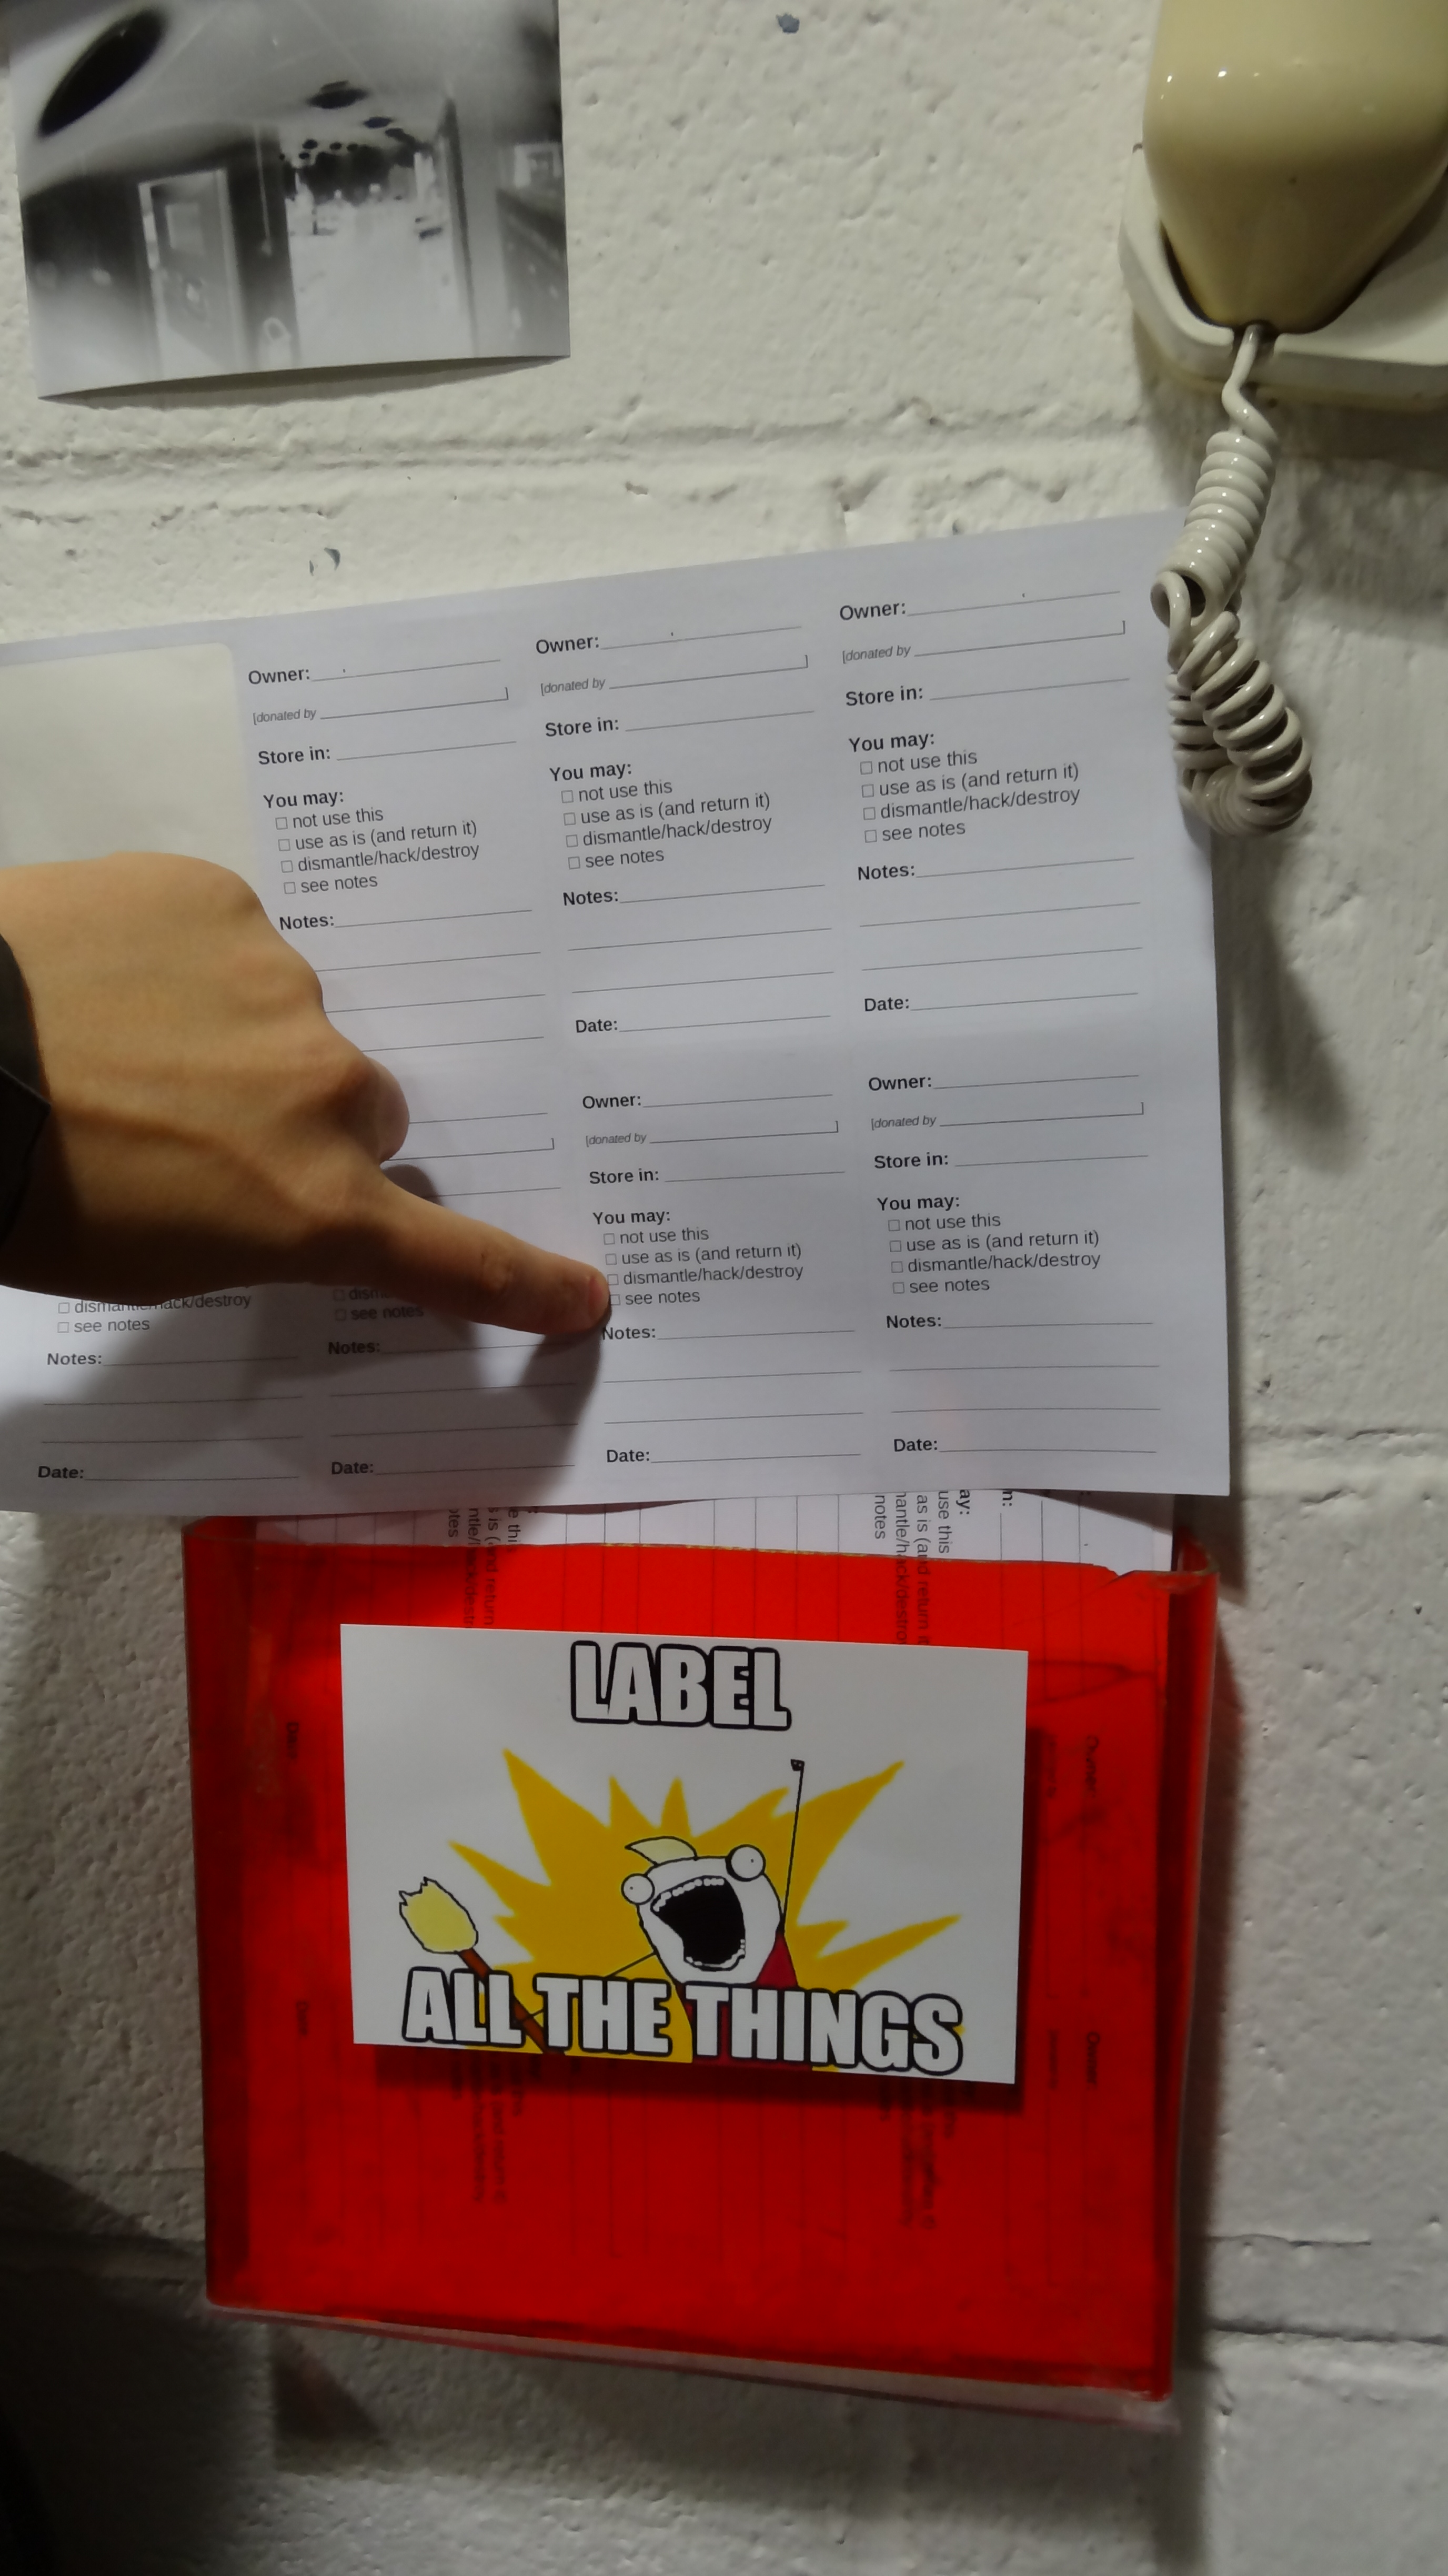 Owner:
[donated by ]
Store in:
You may:
not use this
use as is (and return it)
dismantle/hack/destroy
see notes
Notes:
Owner:
[donated by ]
Store in:
You may:
not use this
use as is (and return it)
dismantle/hack/destroy
see notes
Notes:
Date:
Owner:
[donated by ]
Store in:
You may:
not use this
use as is (and return it)
dismantle/hack/destroy
see notes
Notes:
Date:
dismantle/hack/destroy
see notes
Notes:
Date:
see notes
Notes:
Date:
Owner:
[donated by ]
Store in:
You may:
not use this
use as is (and return it)
dismantle/hack/destroy
see notes
Notes:
Date:
Owner:
[donated by ]
Store in:
You may:
not use this
use as is (and return it)
dismantle/hack/destroy
see notes
Notes:
Date:
LABEL
ALL THE THINGS